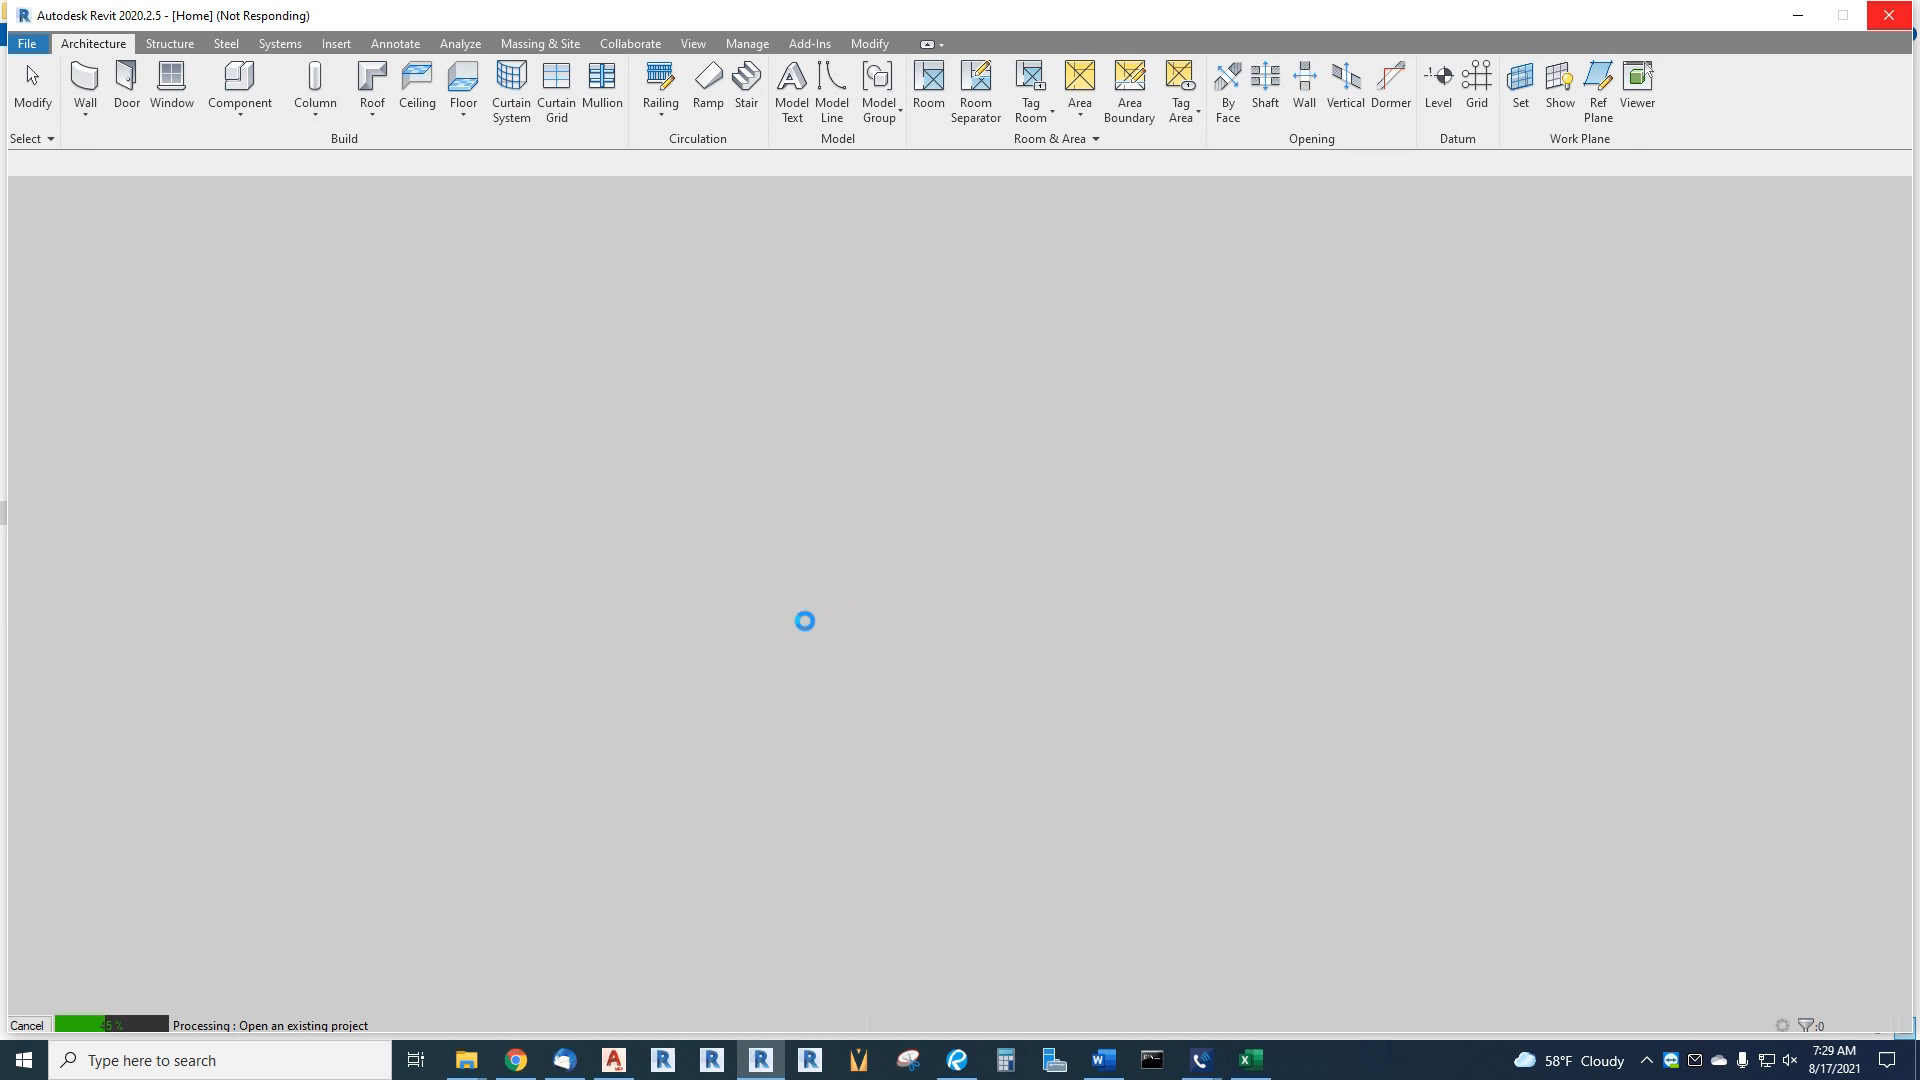 Autodesk Revit 2020.2.5 - [Home] (Not Responding)
File Architecture Structure Steel Systems Insert Annotate Analyze Massing & Site Collaborate View Manage Add-Ins Modify
Modify Wall Door Window Component Column Roof Ceiling Floor Curtain System Curtain Grid Mullion Railing Ramp Stair Model Text Model Line Model Group Room Room Separator Tag Room Area Area Boundary Tag Area By Face Shaft Wall Vertical Dormer Level Grid Set Show Ref Plane Viewer
Select Build Circulation Model Room & Area Opening Datum Work Plane
Cancel 45 % Processing : Open an existing project :0
Type here to search 58°F Cloudy 7:29 AM
8/17/2021